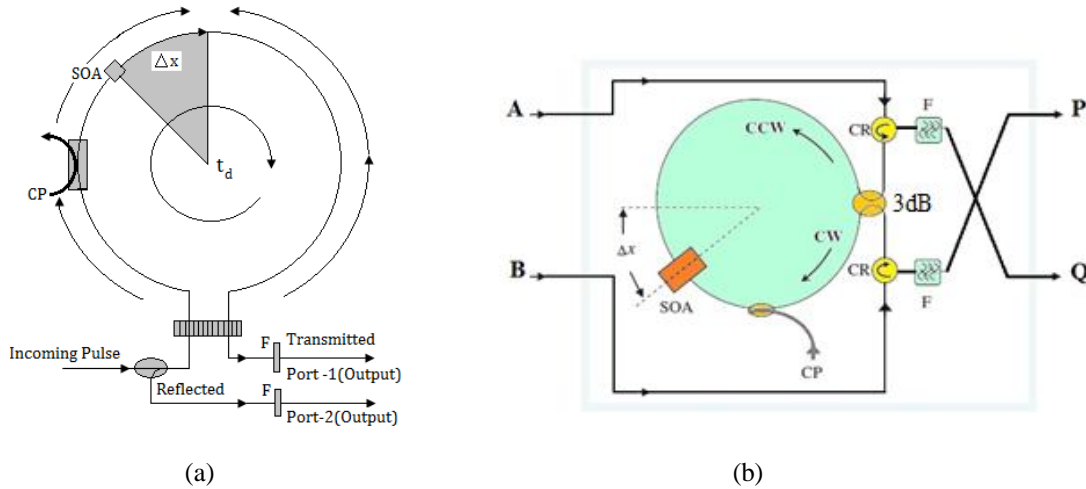 Δx
SOA
t_d
CP
Incoming Pulse
F
Transmitted
Port -1(Output)
Reflected
F
Port-2(Output)
(a)
A
F
P
CR
CCW
3dB
Δx
CW
B
CR
Q
SOA
F
CP
(b)